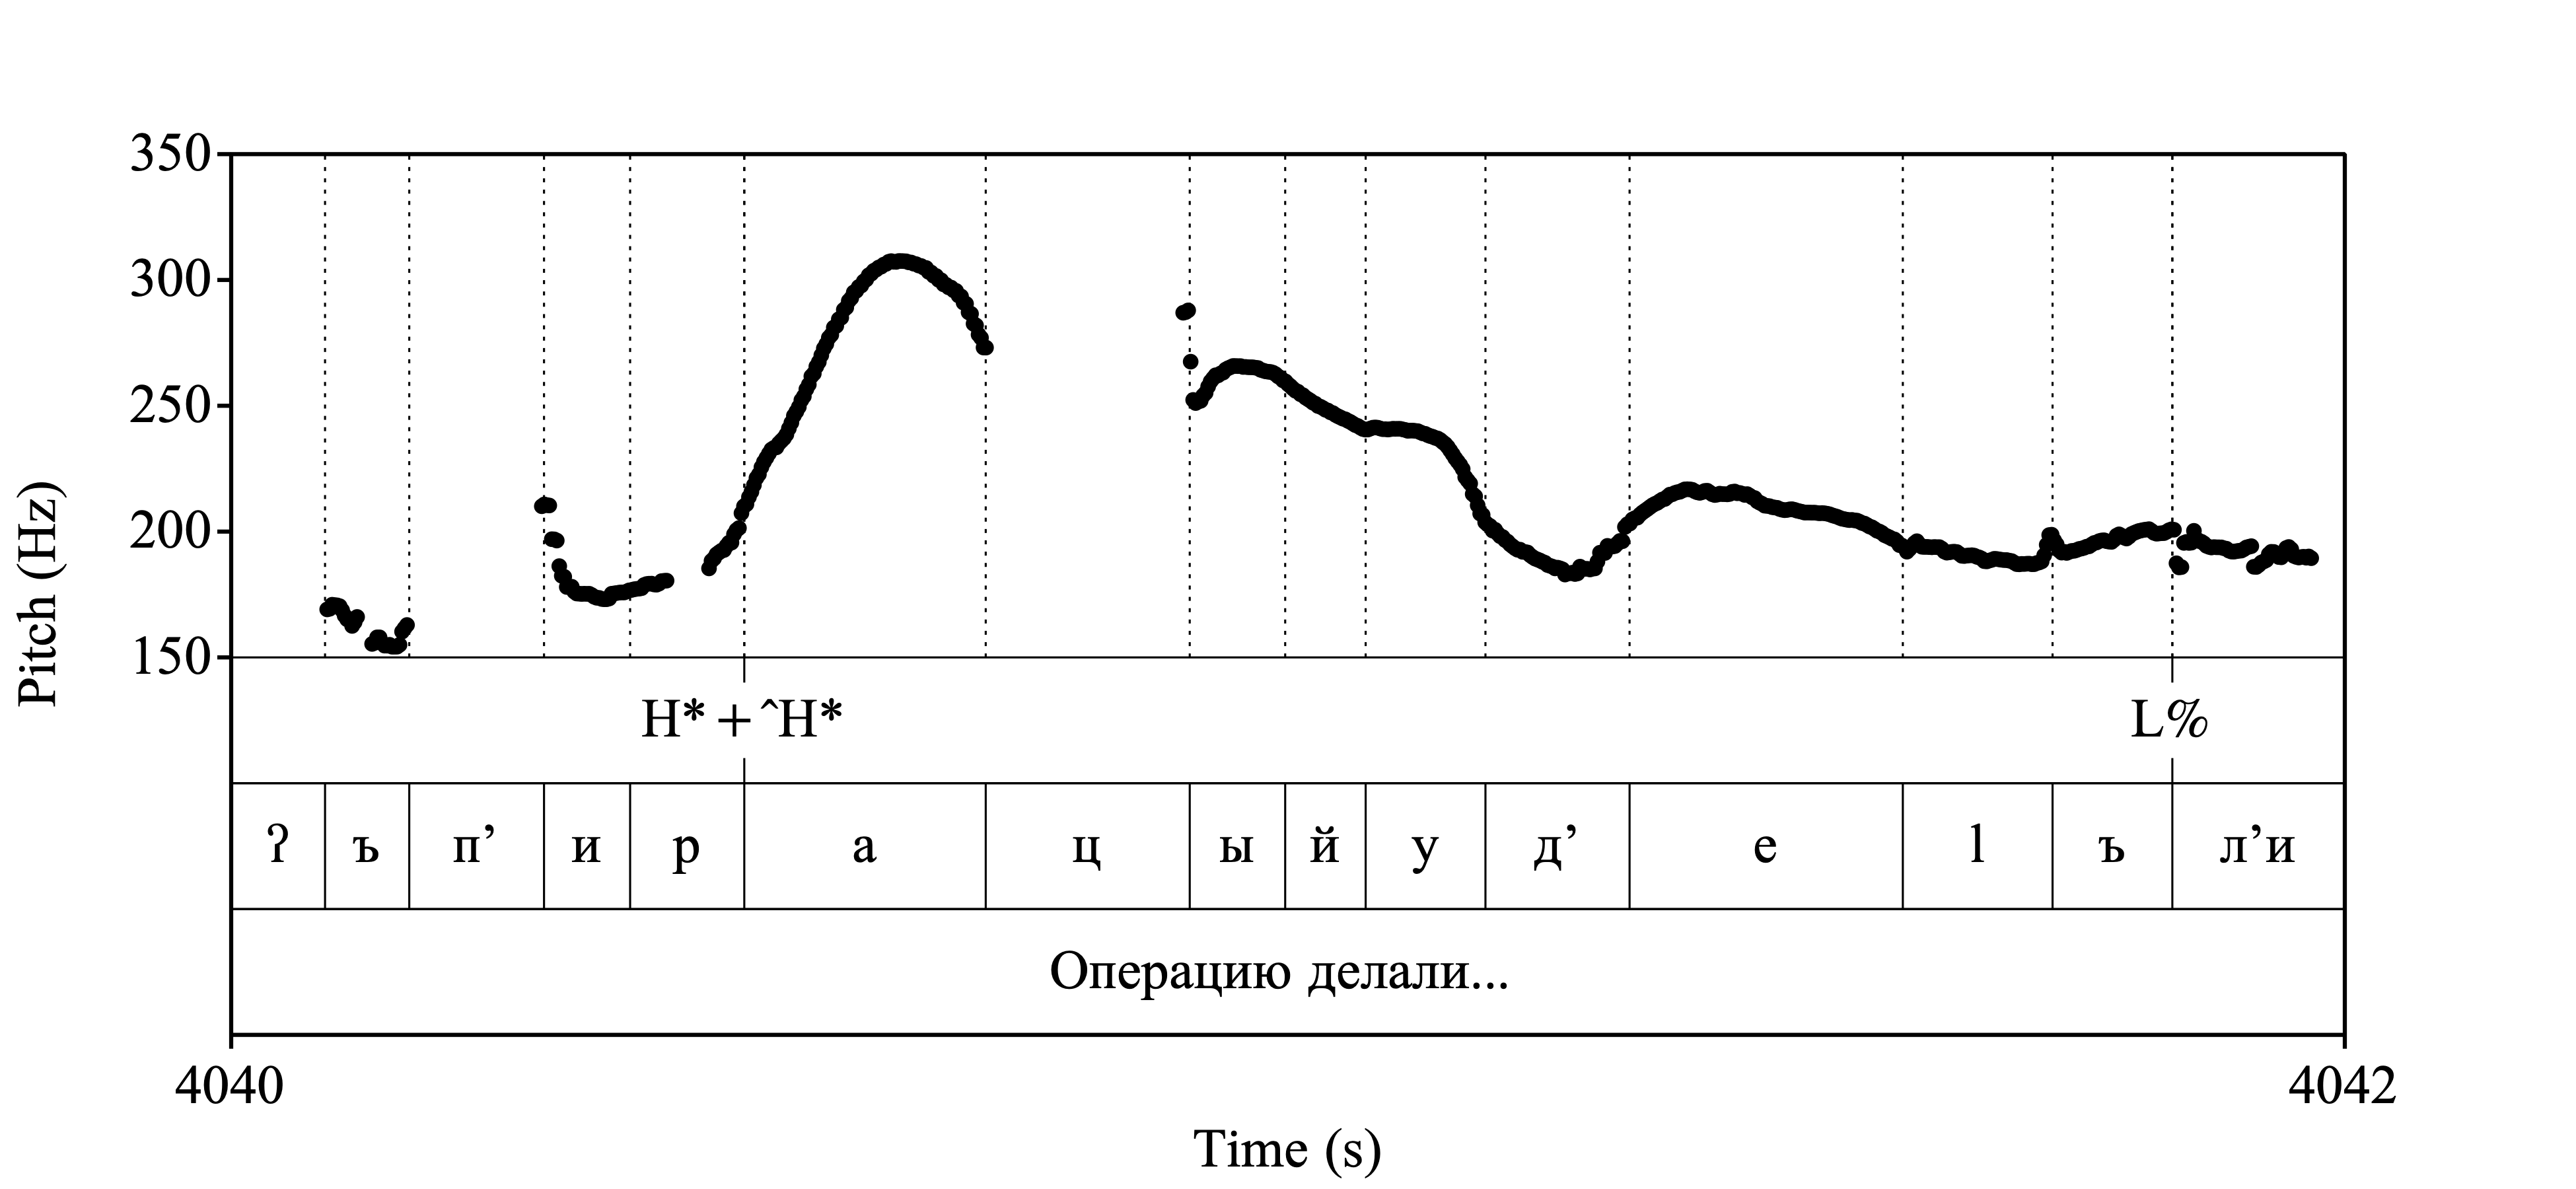 350
300
250
200
150
Pitch (Hz)
H* + ^H* L%
ʔ ъ п’ и р а ц ы й у д’ е l ъ л’и
Операцию делали...
4040 4042
Time (s)